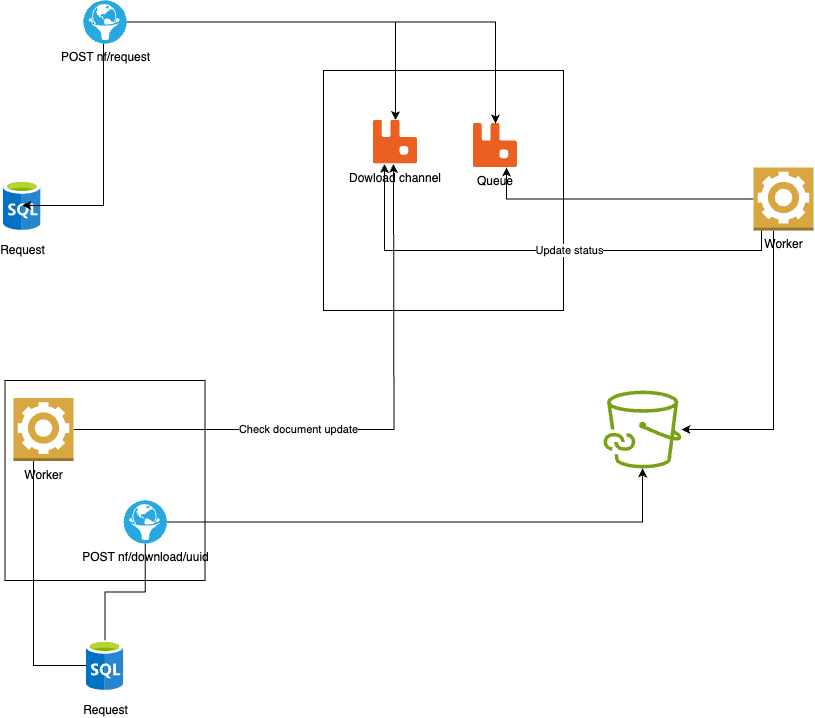 POST nf/request
Dowload channel
Queue
SQL
Request
Worker
Update status
Check document update
Worker
POST nf/download/uuid
SQL
Request